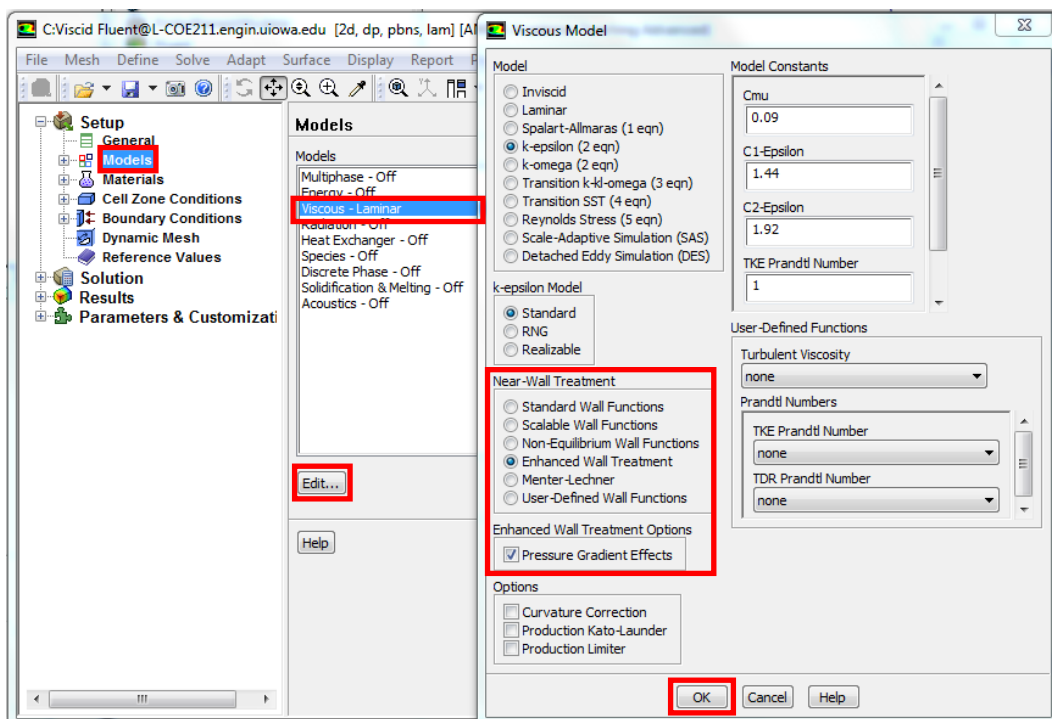 C:Viscid Fluent@L-COE211.engin.uiowa.edu [2d, dp, pbns, lam]
File Mesh Define Solve Adapt Surface Display Report
Setup
General
Models
Materials
Cell Zone Conditions
Boundary Conditions
Dynamic Mesh
Reference Values
Solution
Results
Parameters & Customizati
Models
Models
Multiphase - Off
Energy - Off
Viscous - Laminar
Radiation - Off
Heat Exchanger - Off
Species - Off
Discrete Phase - Off
Solidification & Melting - Off
Acoustics - Off
Edit...
Help
Viscous Model
Model
Inviscid
Laminar
Spalart-Allmaras (1 eqn)
k-epsilon (2 eqn)
k-omega (2 eqn)
Transition k-kl-omega (3 eqn)
Transition SST (4 eqn)
Reynolds Stress (5 eqn)
Scale-Adaptive Simulation (SAS)
Detached Eddy Simulation (DES)
k-epsilon Model
Standard
RNG
Realizable
Near-Wall Treatment
Standard Wall Functions
Scalable Wall Functions
Non-Equilibrium Wall Functions
Enhanced Wall Treatment
Menter-Lechner
User-Defined Wall Functions
Enhanced Wall Treatment Options
Pressure Gradient Effects
Options
Curvature Correction
Production Kato-Launder
Production Limiter
Model Constants
Cmu
0.09
C1-Epsilon
1.44
C2-Epsilon
1.92
TKE Prandtl Number
1
User-Defined Functions
Turbulent Viscosity
none
Prandtl Numbers
TKE Prandtl Number
none
TDR Prandtl Number
none
OK Cancel Help